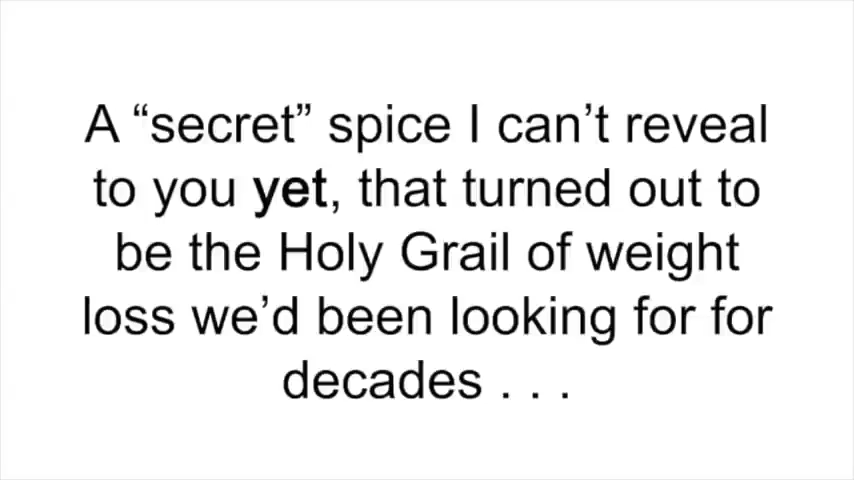 A “secret” spice I can’t reveal
to you yet, that turned out to
be the Holy Grail of weight
loss we’d been looking for for
decades . . .